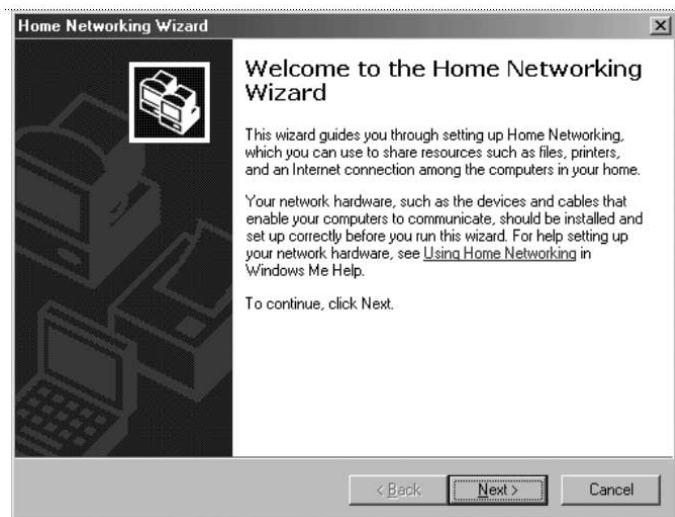 Home Networking Wizard
Welcome to the Home Networking
Wizard
This wizard guides you through setting up Home Networking,
which you can use to share resources such as files, printers,
and an Internet connection among the computers in your home.
Your network hardware, such as the devices and cables that
enable your computers to communicate, should be installed and
set up correctly before you run this wizard. For help setting up
your network hardware, see Using Home Networking in
Windows Me Help.
To continue, click Next.
< Back Next > Cancel